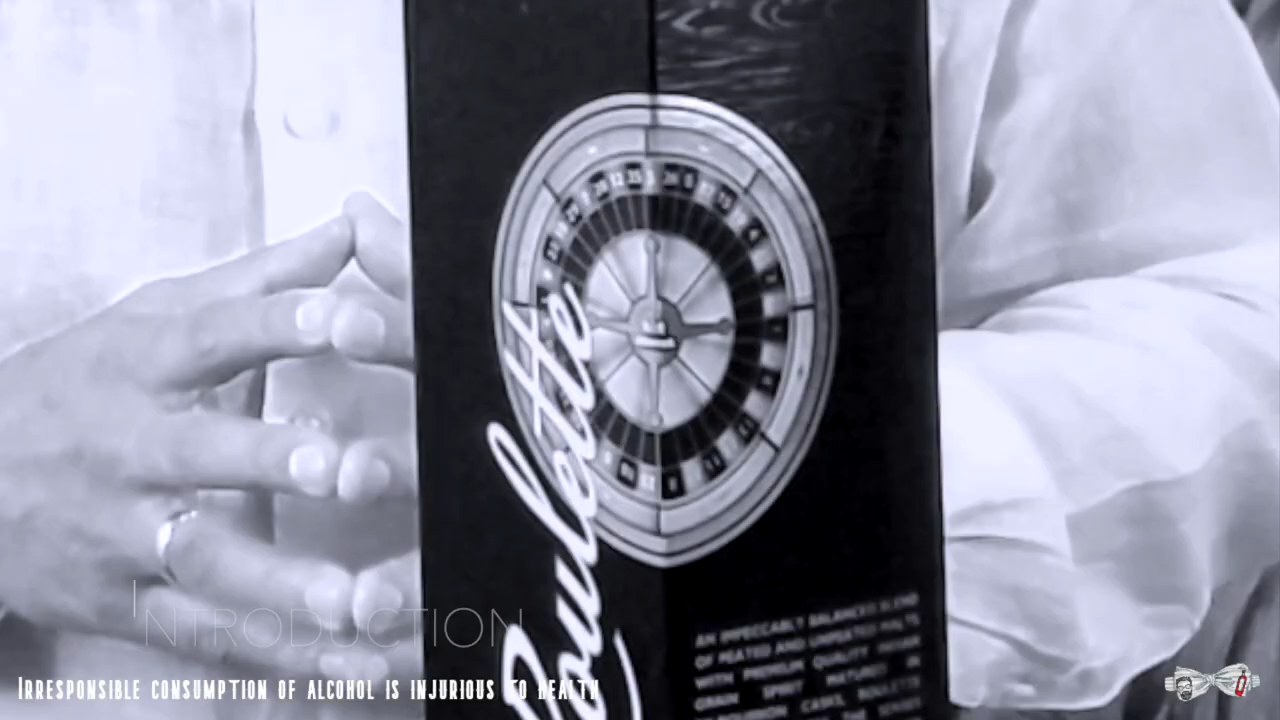 Roulette
AN IMPECCABLY BALANCED BLEND
OF PEATED AND UNPEATED MALTS
WITH PREMIUM QUALITY INDIAN
GRAIN SPIRIT MATURED IN
BOURBON CASKS, ROULETTE
INTRODUCTION
IRRESPONSIBLE CONSUMPTION OF ALCOHOL IS INJURIOUS TO HEALTH